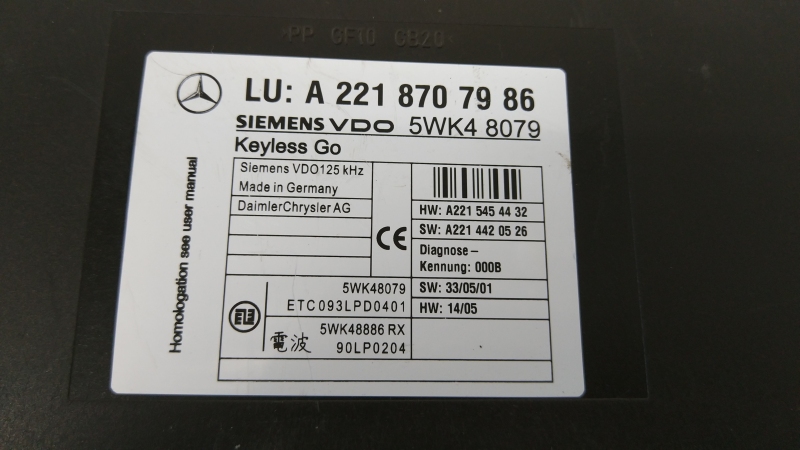 PP GF10 GB20
LU: A 221 870 79 86
SIEMENS VDO 5WK4 8079
Keyless Go
Siemens VDO125 kHz
Made in Germany
DaimlerChrysler AG
CE
HW: A221 545 44 32
SW: A221 442 05 26
Diagnose–
Kennung: 000B
SW: 33/05/01
HW: 14/05
5WK48079
ETC093LPD0401
5WK48886 RX
電波 90LP0204
Homologation see user manual